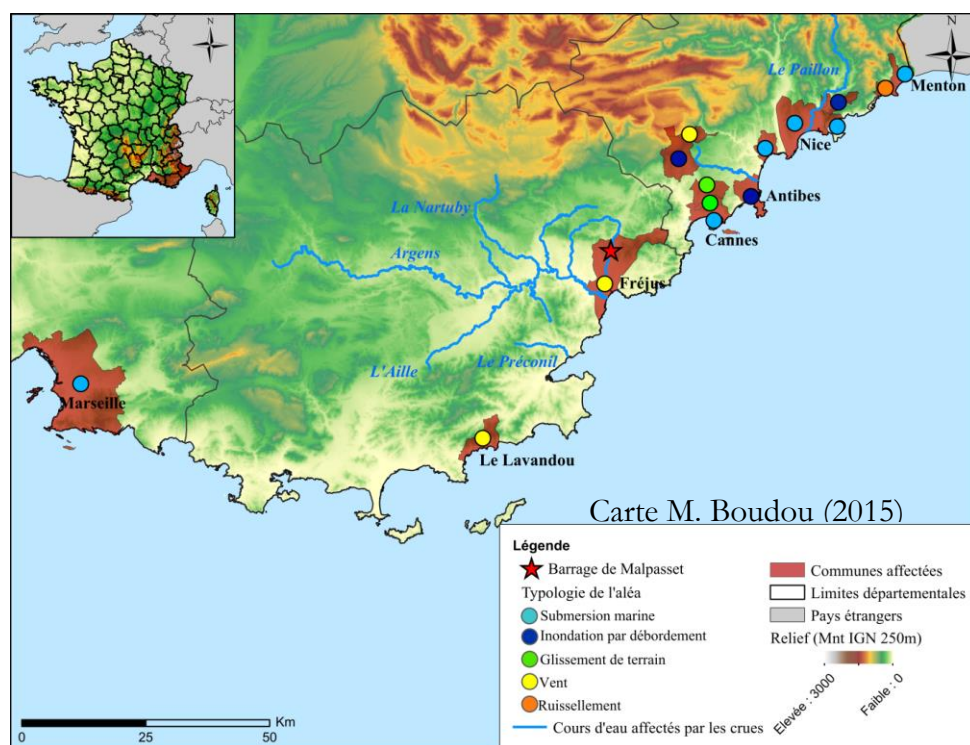 N
N
Le Paillon
Menton
Nice
Antibes
Cannes
La Nartuby
Argens
Fréjus
L'Aille
Le Préconil
Marseille
Le Lavandou
Carte M. Boudou (2015)
Légende
Barrage de Malpasset
Typologie de l'aléa
Submersion marine
Inondation par débordement
Glissement de terrain
Vent
Ruissellement
Cours d'eau affectés par les crues
Communes affectées
Limites départementales
Pays étrangers
Relief (Mnt IGN 250m)
Elevée : 3000
Faible : 0
Km
0 25 50